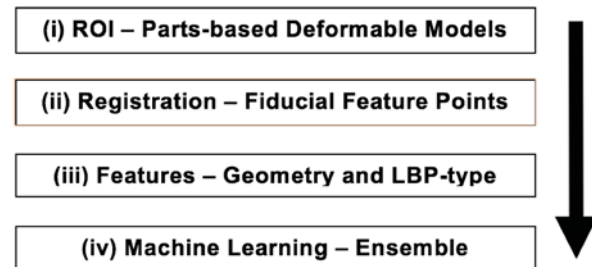 (i) ROI – Parts-based Deformable Models
(ii) Registration – Fiducial Feature Points
(iii) Features – Geometry and LBP-type
(iv) Machine Learning – Ensemble